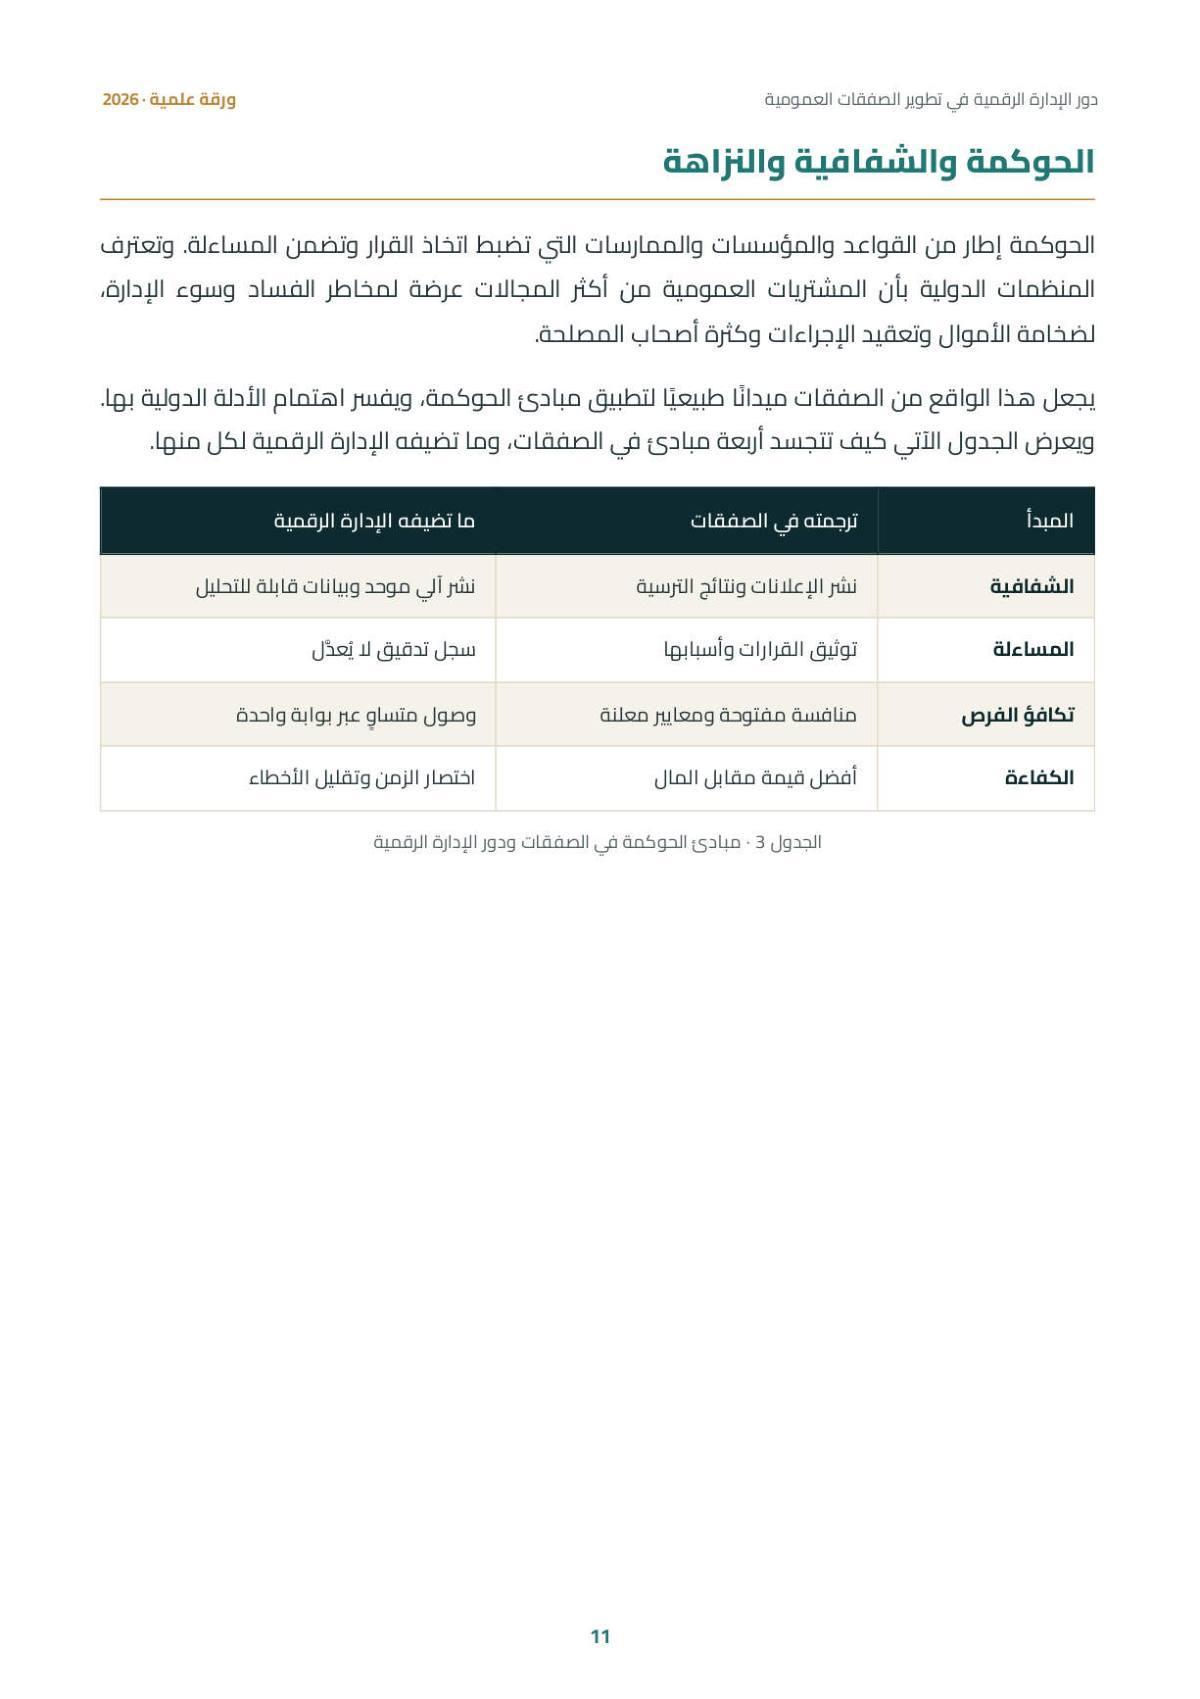 دور الإدارة الرقمية في تطوير الصفقات العمومية
ورقة علمية · 2026
الحوكمة والشفافية والنزاهة
الحوكمة إطار من القواعد والمؤسسات والممارسات التي تضبط اتخاذ القرار وتضمن المساءلة. وتعترف
المنظمات الدولية بأن المشتريات العمومية من أكثر المجالات عرضة لمخاطر الفساد وسوء الإدارة،
لضخامة الأموال وتعقيد الإجراءات وكثرة أصحاب المصلحة.
يجعل هذا الواقع من الصفقات ميدانًا طبيعيًا لتطبيق مبادئ الحوكمة، ويفسر اهتمام الأدلة الدولية بها.
ويعرض الجدول الآتي كيف تتجسد أربعة مبادئ في الصفقات، وما تضيفه الإدارة الرقمية لكل منها.
المبدأ ترجمته في الصفقات ما تضيفه الإدارة الرقمية
الشفافية نشر الإعلانات ونتائج الترسية نشر آلي موحد وبيانات قابلة للتحليل
المساءلة توثيق القرارات وأسبابها سجل تدقيق لا يُعدَّل
تكافؤ الفرص منافسة مفتوحة ومعايير معلنة وصول متساوٍ عبر بوابة واحدة
الكفاءة أفضل قيمة مقابل المال اختصار الزمن وتقليل الأخطاء
الجدول 3 · مبادئ الحوكمة في الصفقات ودور الإدارة الرقمية
11